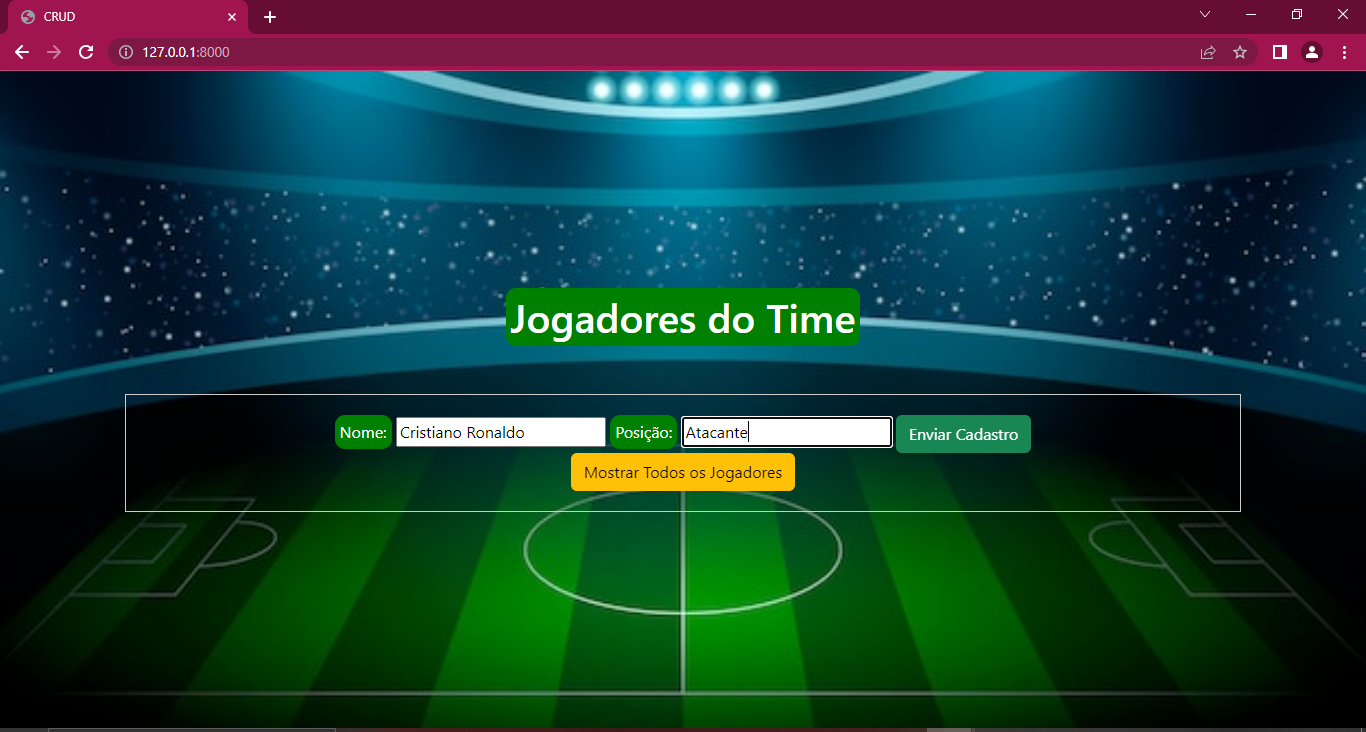 CRUD
127.0.0.1:8000
Jogadores do Time
Nome: Cristiano Ronaldo Posição: Atacante Enviar Cadastro
Mostrar Todos os Jogadores